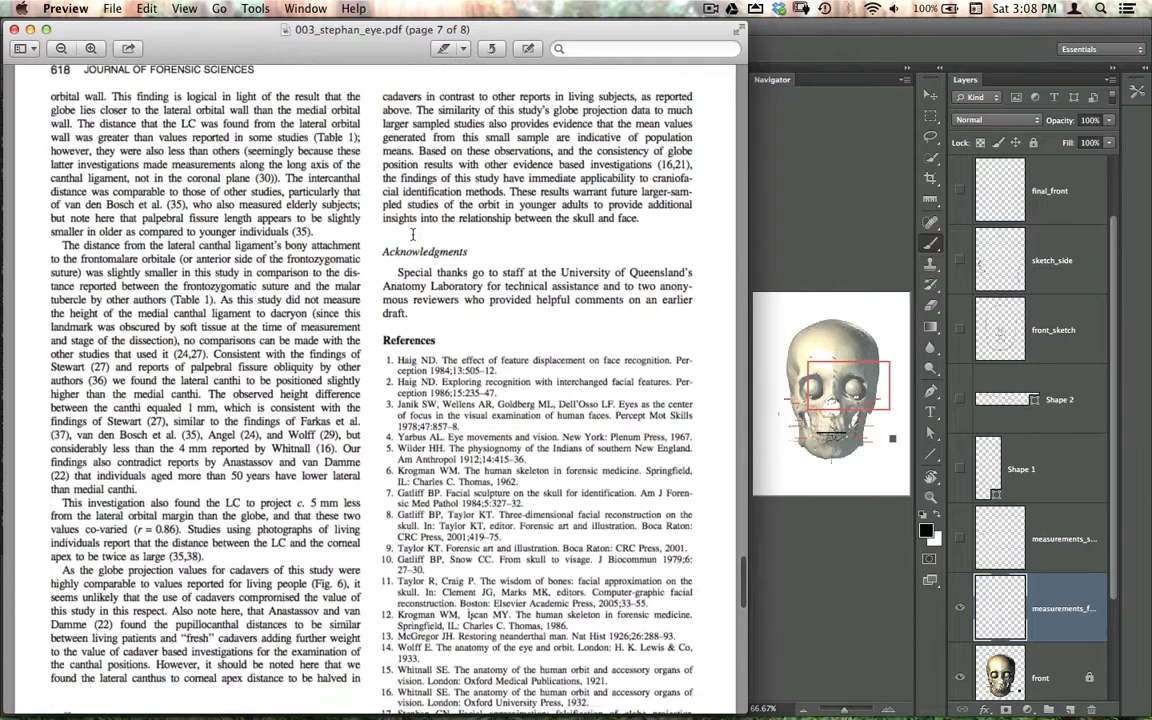 Preview File Edit View Go Tools Window Help
100% Sat 3:08 PM
003_stephan_eye.pdf (page 7 of 8)
618 JOURNAL OF FORENSIC SCIENCES
orbital wall. This finding is logical in light of the result that the
globe lies closer to the lateral orbital wall than the medial orbital
wall. The distance that the LC was found from the lateral orbital
wall was greater than values reported in some studies (Table 1);
however, they were also less than others (seemingly because these
latter investigations made measurements along the long axis of the
canthal ligament, not in the coronal plane (30)). The intercanthal
distance was comparable to those of other studies, particularly that
of van den Bosch et al. (35), who also measured elderly subjects;
but note here that palpebral fissure length appears to be slightly
smaller in older as compared to younger individuals (35).
The distance from the lateral canthal ligament's bony attachment
to the frontomalare orbitale (or anterior side of the frontozygomatic
suture) was slightly smaller in this study in comparison to the dis-
tance reported between the frontozygomatic suture and the malar
tubercle by other authors (Table 1). As this study did not measure
the height of the medial canthal ligament to dacryon (since this
landmark was obscured by soft tissue at the time of measurement
and stage of the dissection), no comparisons can be made with the
other studies that used it (24,27). Consistent with the findings of
Stewart (27) and reports of palpebral fissure obliquity by other
authors (36) we found the lateral canthi to be positioned slightly
higher than the medial canthi. The observed height difference
between the canthi equaled 1 mm, which is consistent with the
findings of Stewart (27), similar to the findings of Farkas et al.
(37), van den Bosch et al. (35), Angel (24), and Wolff (29), but
considerably less than the 4 mm reported by Whitnall (16). Our
findings also contradict reports by Anastassov and van Damme
(22) that individuals aged more than 50 years have lower lateral
than medial canthi.
This investigation also found the LC to project c. 5 mm less
from the lateral orbital margin than the globe, and that these two
values co-varied (r = 0.86). Studies using photographs of living
individuals report that the distance between the LC and the corneal
apex to be twice as large (35,38).
As the globe projection values for cadavers of this study were
highly comparable to values reported for living people (Fig. 6), it
seems unlikely that the use of cadavers compromised the value of
this study in this respect. Also note here, that Anastassov and van
Damme (22) found the pupillocanthal distances to be similar
between living patients and "fresh" cadavers adding further weight
to the value of cadaver based investigations for the examination of
the canthal positions. However, it should be noted here that we
found the lateral canthus to corneal apex distance to be halved in
cadavers in contrast to other reports in living subjects, as reported
above. The similarity of this study's globe projection data to much
larger sampled studies also provides evidence that the mean values
generated from this small sample are indicative of population
means. Based on these observations, and the consistency of globe
position results with other evidence based investigations (16,21),
the findings of this study have immediate applicability to craniofa-
cial identification methods. These results warrant future larger-sam-
pled studies of the orbit in younger adults to provide additional
insights into the relationship between the skull and face.
Acknowledgments
Special thanks go to staff at the University of Queensland's
Anatomy Laboratory for technical assistance and to two anony-
mous reviewers who provided helpful comments on an earlier
draft.
References
1. Haig ND. The effect of feature displacement on face recognition. Per-
ception 1984;13:505–12.
2. Haig ND. Exploring recognition with interchanged facial features. Per-
ception 1986;15:235–47.
3. Janik SW, Wellens AR, Goldberg ML, Dell'Osso LF. Eyes as the center
of focus in the visual examination of human faces. Percept Mot Skills
1978;47:857–8.
4. Yarbus AL. Eye movements and vision. New York: Plenum Press, 1967.
5. Wilder HH. The physiognomy of the Indians of southern New England.
Am Anthropol 1912;14:415–36.
6. Krogman WM. The human skeleton in forensic medicine. Springfield,
IL: Charles C. Thomas, 1962.
7. Gatliff BP. Facial sculpture on the skull for identification. Am J Foren-
sic Med Pathol 1984;5:327–32.
8. Gatliff BP, Taylor KT. Three-dimensional facial reconstruction on the
skull. In: Taylor KT, editor. Forensic art and illustration. Boca Raton:
CRC Press, 2001;419–75.
9. Taylor KT. Forensic art and illustration. Boca Raton: CRC Press, 2001.
10. Gatliff BP, Snow CC. From skull to visage. J Biocommun 1979;6:
27–30.
11. Taylor R, Craig P. The wisdom of bones: facial approximation on the
skull. In: Clement JG, Marks MK, editors. Computer-graphic facial
reconstruction. Boston: Elsevier Academic Press, 2005;33–55.
12. Krogman WM, İşcan MY. The human skeleton in forensic medicine.
Springfield, IL: Charles C. Thomas, 1986.
13. McGregor JH. Restoring neanderthal man. Nat Hist 1926;26:288–93.
14. Wolff E. The anatomy of the eye and orbit. London: H. K. Lewis & Co,
1933.
15. Whitnall SE. The anatomy of the human orbit and accessory organs of
vision. London: Oxford Medical Publications, 1921.
16. Whitnall SE. The anatomy of the human orbit and accessory organs of
vision. London: Oxford University Press, 1932.
Essentials
Navigator
66.67%
Layers
Kind
Normal Opacity: 100%
Lock: Fill: 100%
final_front
sketch_side
front_sketch
Shape 2
Shape 1
measurements_s...
measurements_f...
front
fx